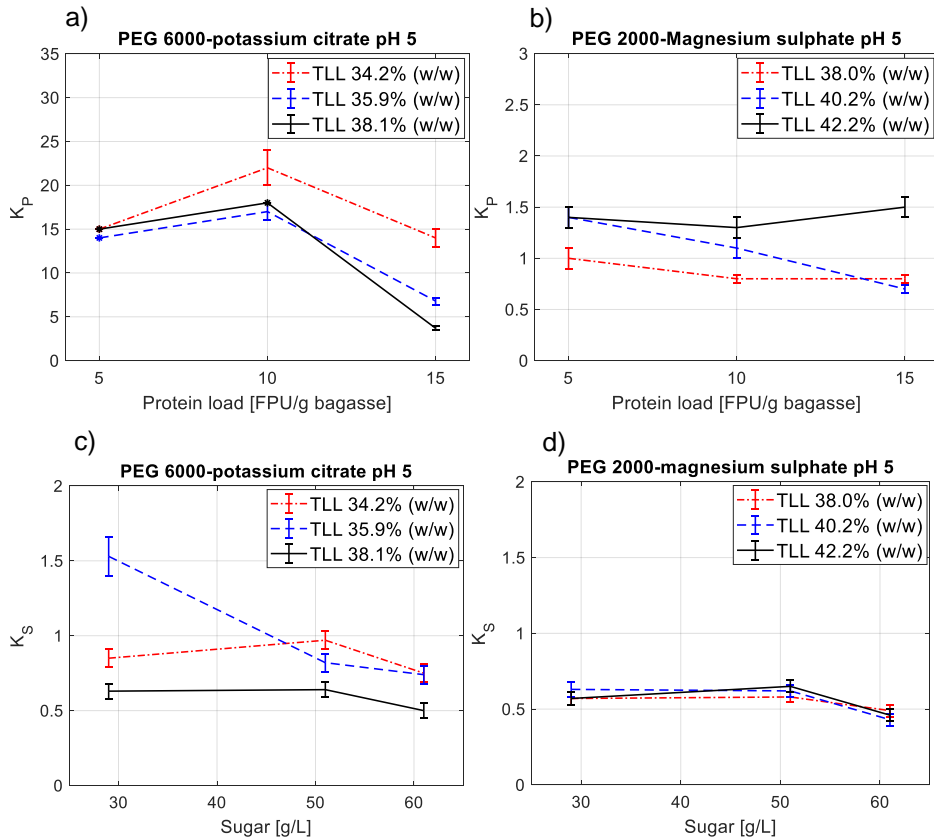 a)
PEG 6000-potassium citrate pH 5
35
30
25
20
15
10
5
0
K_P
TLL 34.2% (w/w)
TLL 35.9% (w/w)
TLL 38.1% (w/w)
5 10 15
Protein load [FPU/g bagasse]
b)
PEG 2000-Magnesium sulphate pH 5
3
2.5
2
1.5
1
0.5
0
K_P
TLL 38.0% (w/w)
TLL 40.2% (w/w)
TLL 42.2% (w/w)
5 10 15
Protein load [FPU/g bagasse]
c)
PEG 6000-potassium citrate pH 5
2
1.5
1
0.5
0
K_S
TLL 34.2% (w/w)
TLL 35.9% (w/w)
TLL 38.1% (w/w)
30 40 50 60
Sugar [g/L]
d)
PEG 2000-magnesium sulphate pH 5
2
1.5
1
0.5
0
K_S
TLL 38.0% (w/w)
TLL 40.2% (w/w)
TLL 42.2% (w/w)
30 40 50 60
Sugar [g/L]